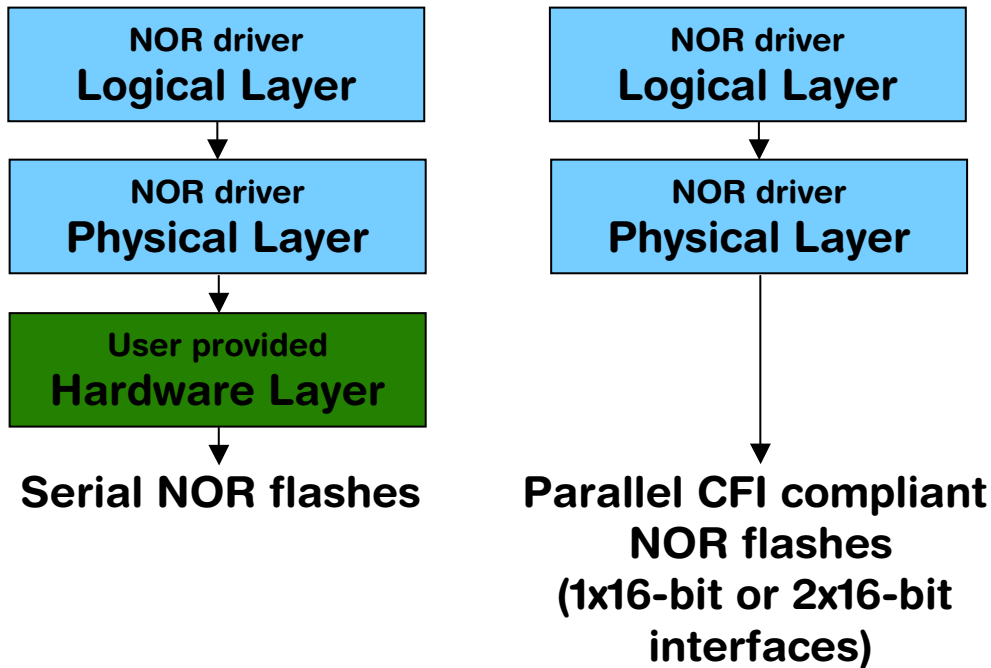 NOR driver
Logical Layer
NOR driver
Physical Layer
User provided
Hardware Layer
Serial NOR flashes
NOR driver
Logical Layer
NOR driver
Physical Layer
Parallel CFI compliant
NOR flashes
(1x16-bit or 2x16-bit
interfaces)